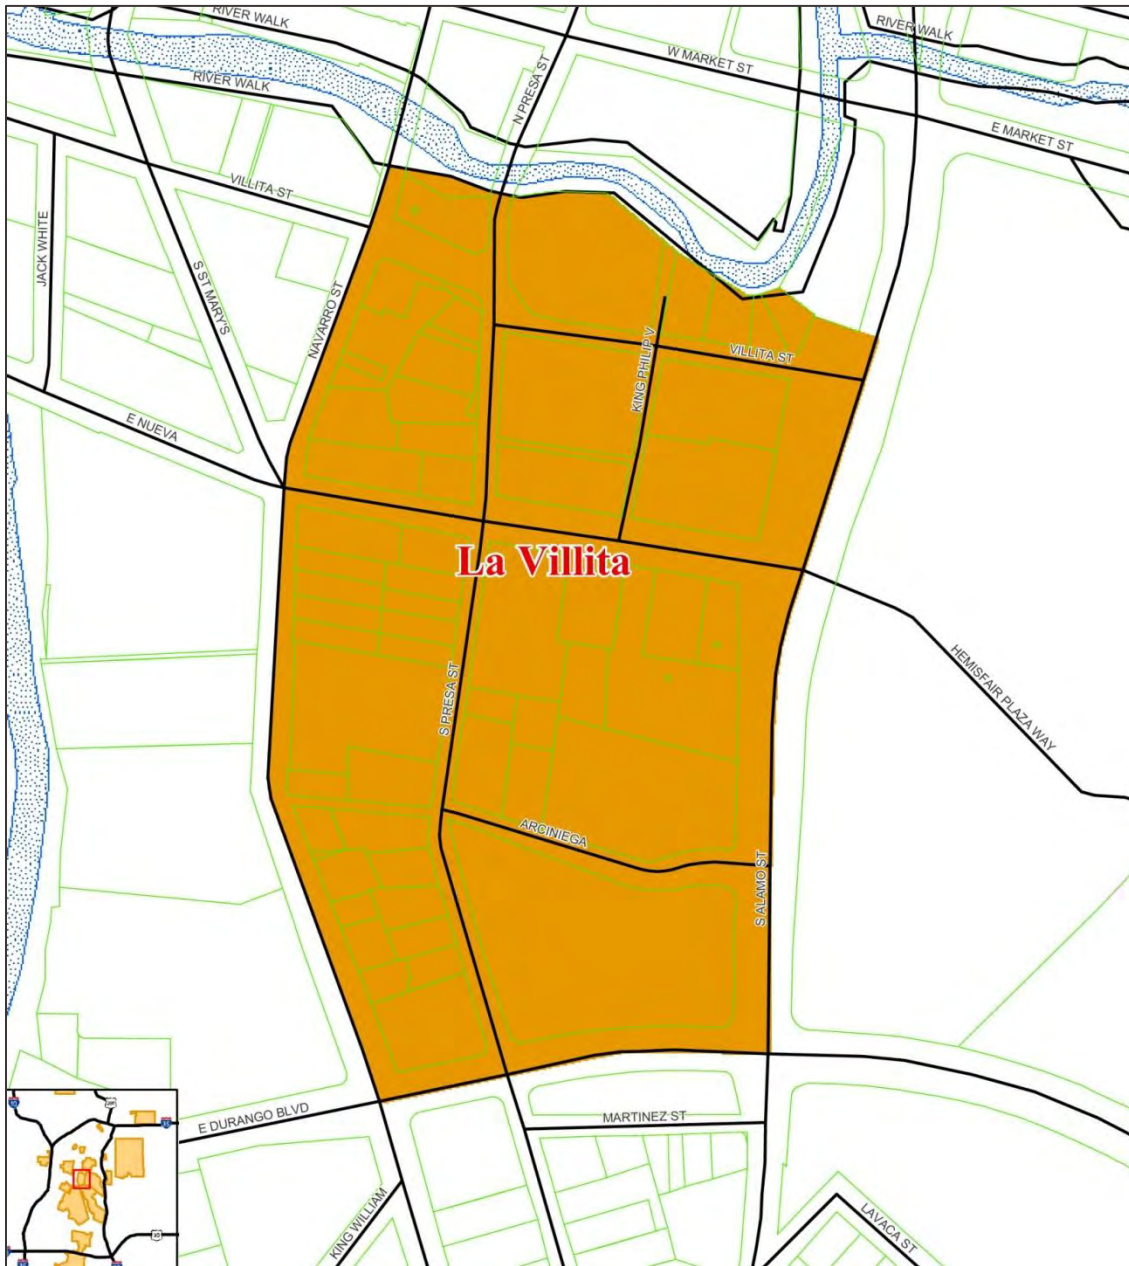 RIVER WALK
RIVER WALK
N PRESA ST
W MARKET ST
RIVER WALK
E MARKET ST
VILLITA ST
JACK WHITE
S ST MARY'S
NAVARRO ST
KING PHILIP V
VILLITA ST
E NUEVA
La Villita
S PRESA ST
HEMISFAIR PLAZA WAY
ARCINIEGA
S ALAMO ST
E DURANGO BLVD
MARTINEZ ST
KING WILLIAM
LAVACA ST